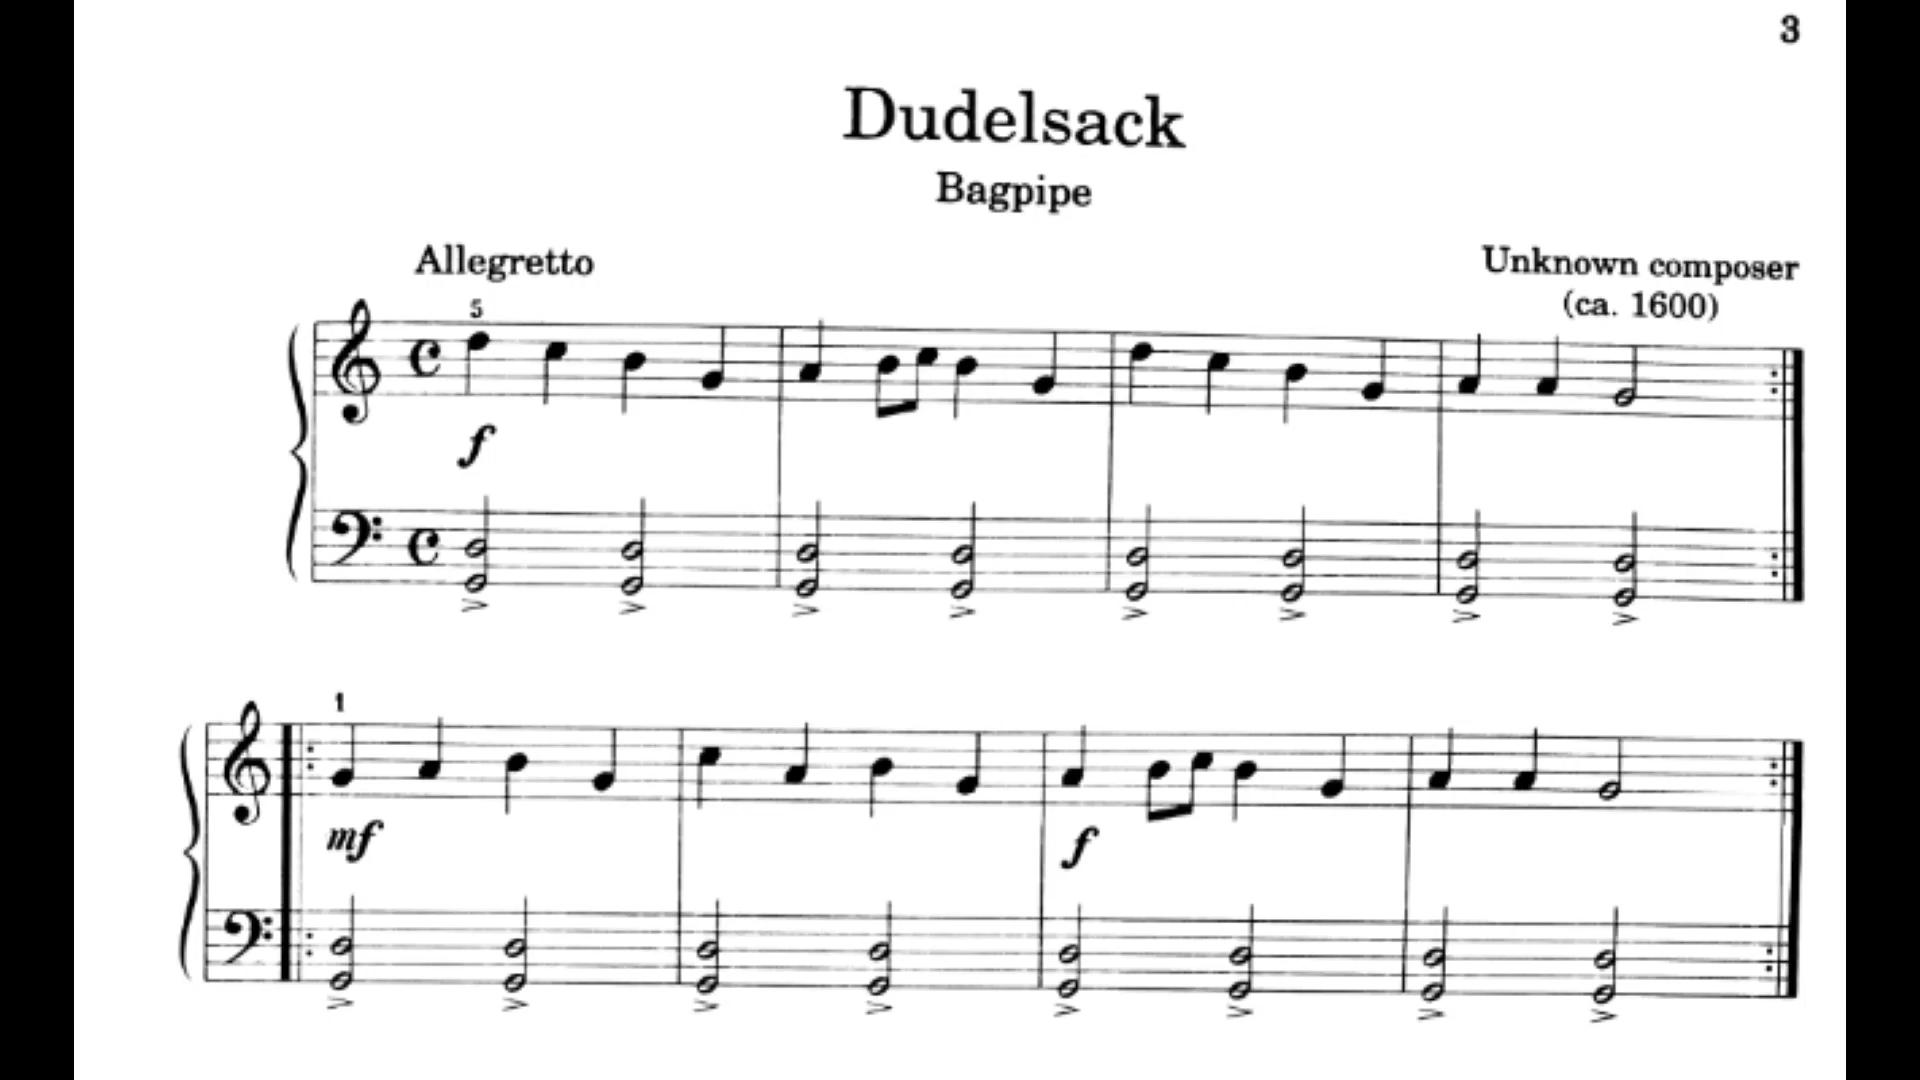 3
Dudelsack
Bagpipe
Allegretto
Unknown composer
(ca. 1600)
5
f
1
mf
f